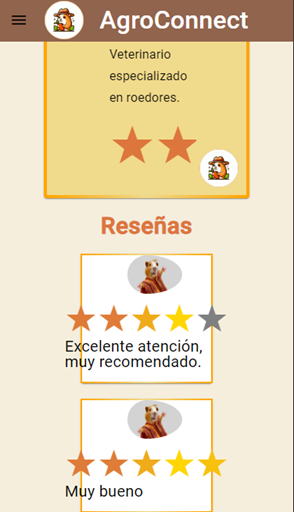 AgroConnect
Veterinario
especializado
en roedores.
Reseñas
Excelente atención,
muy recomendado.
Muy bueno